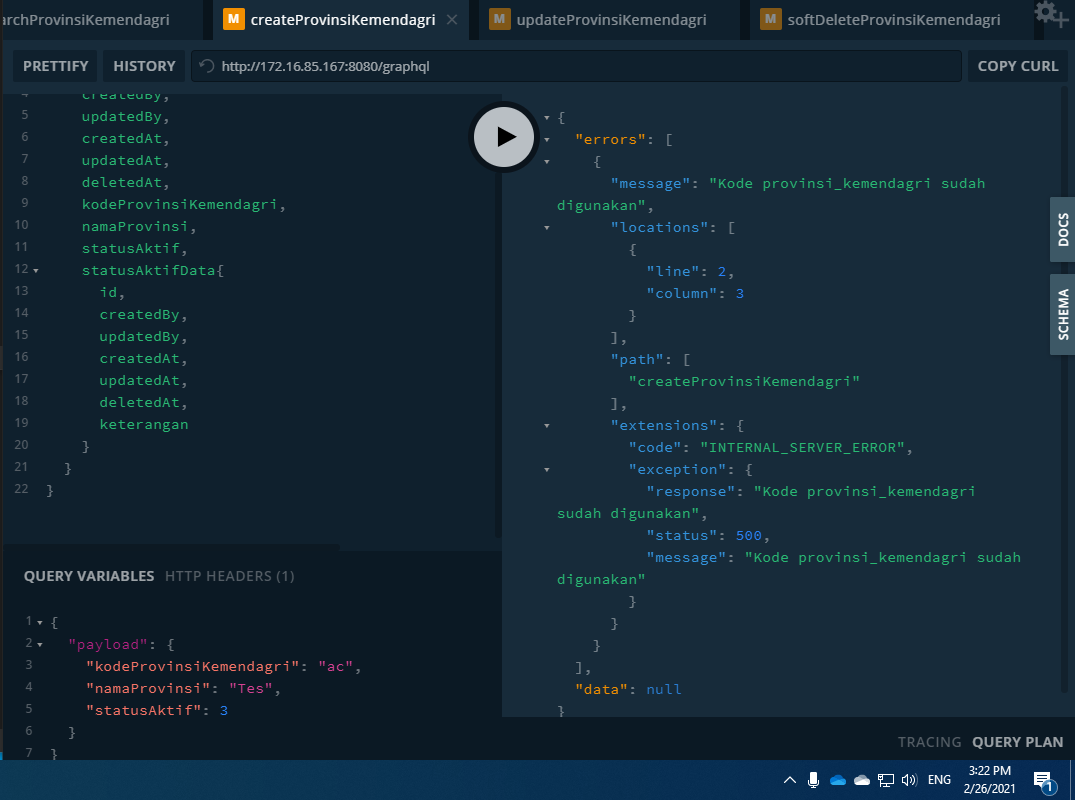 archProvinsiKemendagri
M createProvinsiKemendagri ×
M updateProvinsiKemendagri
M softDeleteProvinsiKemendagri
PRETTIFY HISTORY http://172.16.85.167:8080/graphql COPY CURL
4 createdBy,
5 updatedBy,
6 createdAt,
7 updatedAt,
8 deletedAt,
9 kodeProvinsiKemendagri,
10 namaProvinsi,
11 statusAktif,
12 statusAktifData{
13 id,
14 createdBy,
15 updatedBy,
16 createdAt,
17 updatedAt,
18 deletedAt,
19 keterangan
20 }
21 }
22 }
QUERY VARIABLES HTTP HEADERS (1)
1 {
2 "payload": {
3 "kodeProvinsiKemendagri": "ac",
4 "namaProvinsi": "Tes",
5 "statusAktif": 3
6 }
7 }
{
"errors": [
{
"message": "Kode provinsi_kemendagri sudah
digunakan",
"locations": [
{
"line": 2,
"column": 3
}
],
"path": [
"createProvinsiKemendagri"
],
"extensions": {
"code": "INTERNAL_SERVER_ERROR",
"exception": {
"response": "Kode provinsi_kemendagri
sudah digunakan",
"status": 500,
"message": "Kode provinsi_kemendagri sudah
digunakan"
}
}
}
],
"data": null
}
DOCS
SCHEMA
TRACING QUERY PLAN
ENG
3:22 PM
2/26/2021
1